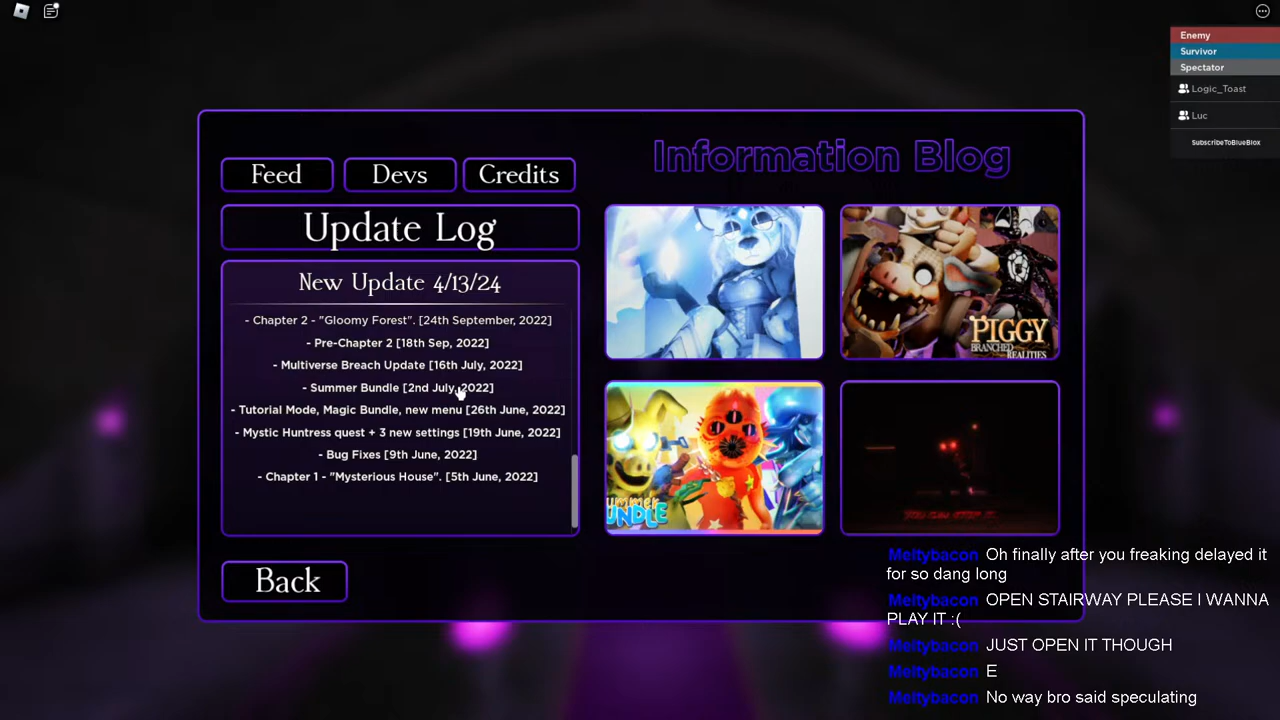 Enemy
Survivor
Spectator
Logic_Toast
Luc
SubscribeToBlueBlox
Information Blog
Feed
Devs
Credits
Update Log
New Update 4/13/24
- Chapter 2 - "Gloomy Forest". [24th September, 2022]
- Pre-Chapter 2 [18th Sep, 2022]
- Multiverse Breach Update [16th July, 2022]
- Summer Bundle [2nd July, 2022]
- Tutorial Mode, Magic Bundle, new menu [26th June, 2022]
- Mystic Huntress quest + 3 new settings [19th June, 2022]
- Bug Fixes [9th June, 2022]
- Chapter 1 - "Mysterious House". [5th June, 2022]
PIGGY
BRANCHED
REALITIES
SUMMER
BUNDLE
Back
Meltybacon Oh finally after you freaking delayed it
for so dang long
Meltybacon OPEN STAIRWAY PLEASE I WANNA
PLAY IT :(
Meltybacon JUST OPEN IT THOUGH
Meltybacon E
Meltybacon No way bro said speculating